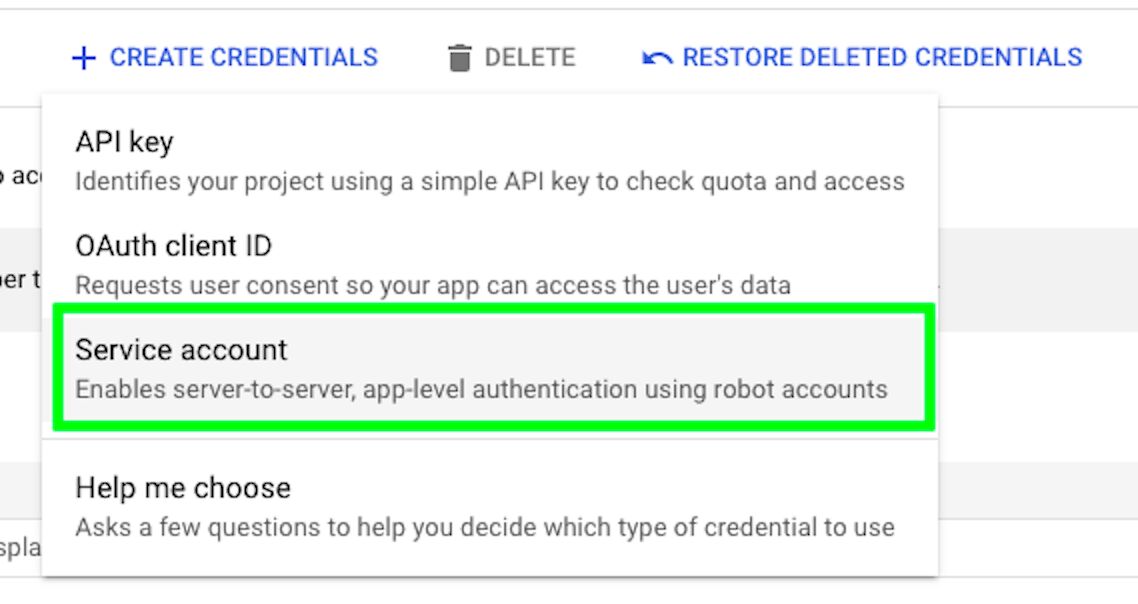 + CREATE CREDENTIALS DELETE RESTORE DELETED CREDENTIALS
API key
Identifies your project using a simple API key to check quota and access
OAuth client ID
Requests user consent so your app can access the user's data
Service account
Enables server-to-server, app-level authentication using robot accounts
Help me choose
Asks a few questions to help you decide which type of credential to use